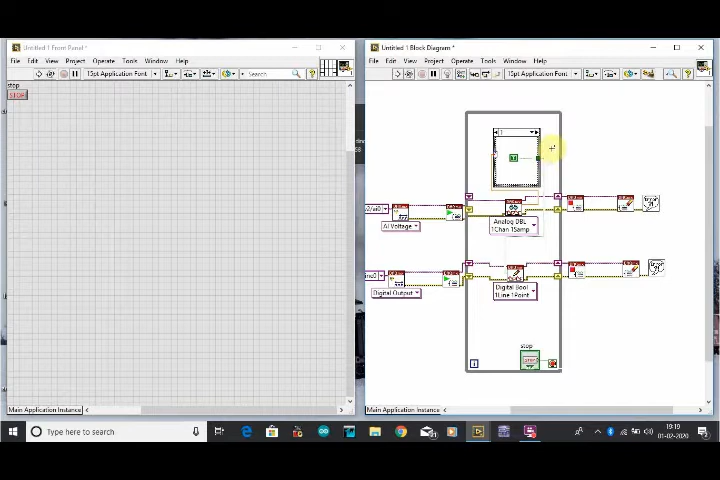 Untitled 1 Front Panel *
File Edit View Project Operate Tools Window Help
15pt Application Font
Search
stop
STOP
Main Application Instance
Untitled 1 Block Diagram *
File Edit View Project Operate Tools Window Help
15pt Application Font
1
AI Voltage
Analog DBL
1Chan 1Samp
Digital Output
Digital Bool
1Line 1Point
stop
i
Main Application Instance
Type here to search
19:19
01-02-2020